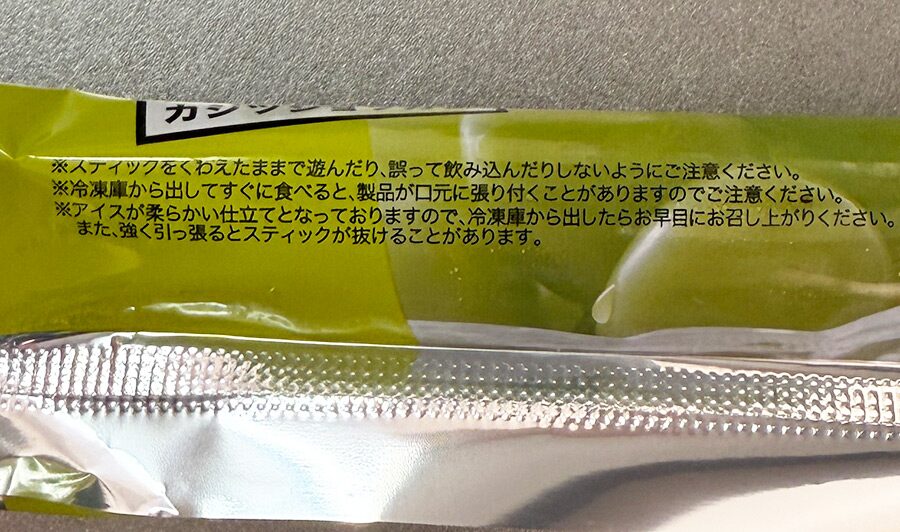 ※スティックをくわえたままで遊んだり、誤って飲み込んだりしないようにご注意ください。
※冷凍庫から出してすぐに食べると、製品が口元に張り付くことがありますのでご注意ください。
※アイスが柔らかい仕立てとなっておりますので、冷凍庫から出したらお早目にお召し上がりください。
また、強く引っ張るとスティックが抜けることがあります。